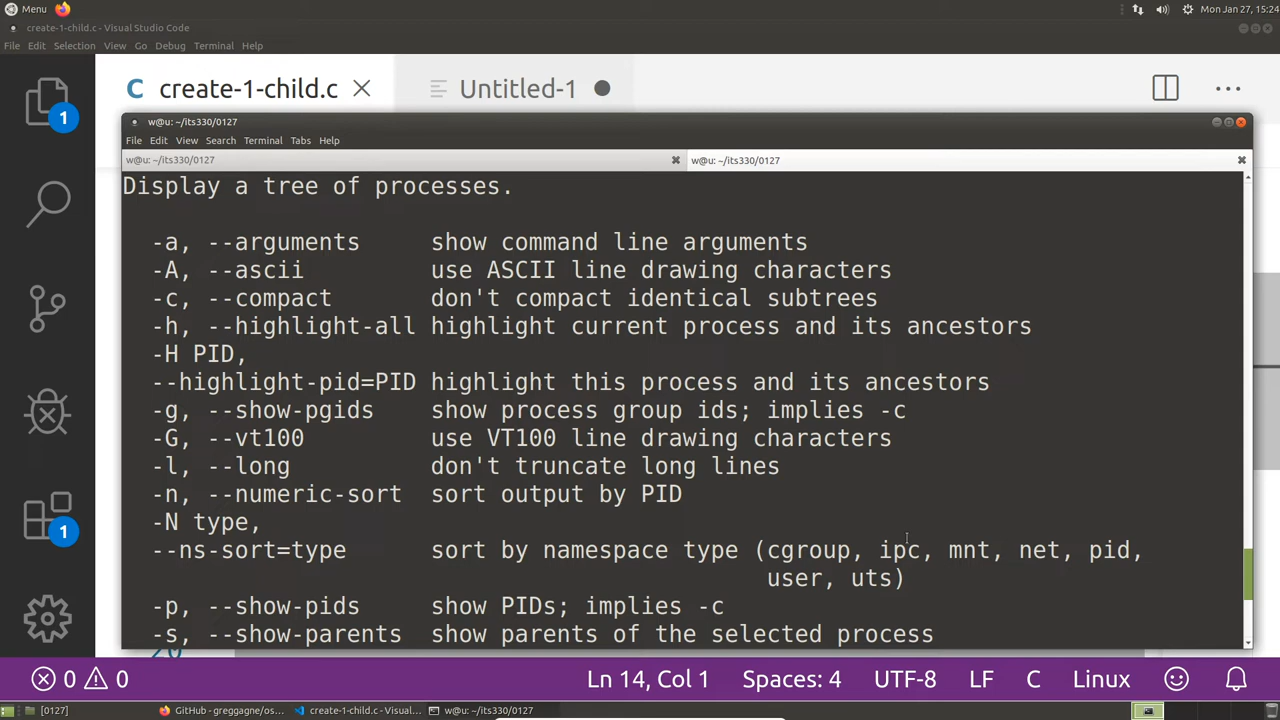 Menu
Mon Jan 27, 15:24
create-1-child.c - Visual Studio Code
File Edit Selection View Go Debug Terminal Help
1
C create-1-child.c
Untitled-1
w@u: ~/its330/0127
File Edit View Search Terminal Tabs Help
w@u: ~/its330/0127
w@u: ~/its330/0127
Display a tree of processes.
-a, --arguments show command line arguments
-A, --ascii use ASCII line drawing characters
-c, --compact don't compact identical subtrees
-h, --highlight-all highlight current process and its ancestors
-H PID,
--highlight-pid=PID highlight this process and its ancestors
-g, --show-pgids show process group ids; implies -c
-G, --vt100 use VT100 line drawing characters
-l, --long don't truncate long lines
-n, --numeric-sort sort output by PID
-N type,
--ns-sort=type sort by namespace type (cgroup, ipc, mnt, net, pid,
user, uts)
-p, --show-pids show PIDs; implies -c
-s, --show-parents show parents of the selected process
1
20
0 0 Ln 14, Col 1 Spaces: 4 UTF-8 LF C Linux
[0127] GitHub - greggagne/os... create-1-child.c - Visual... w@u: ~/its330/0127